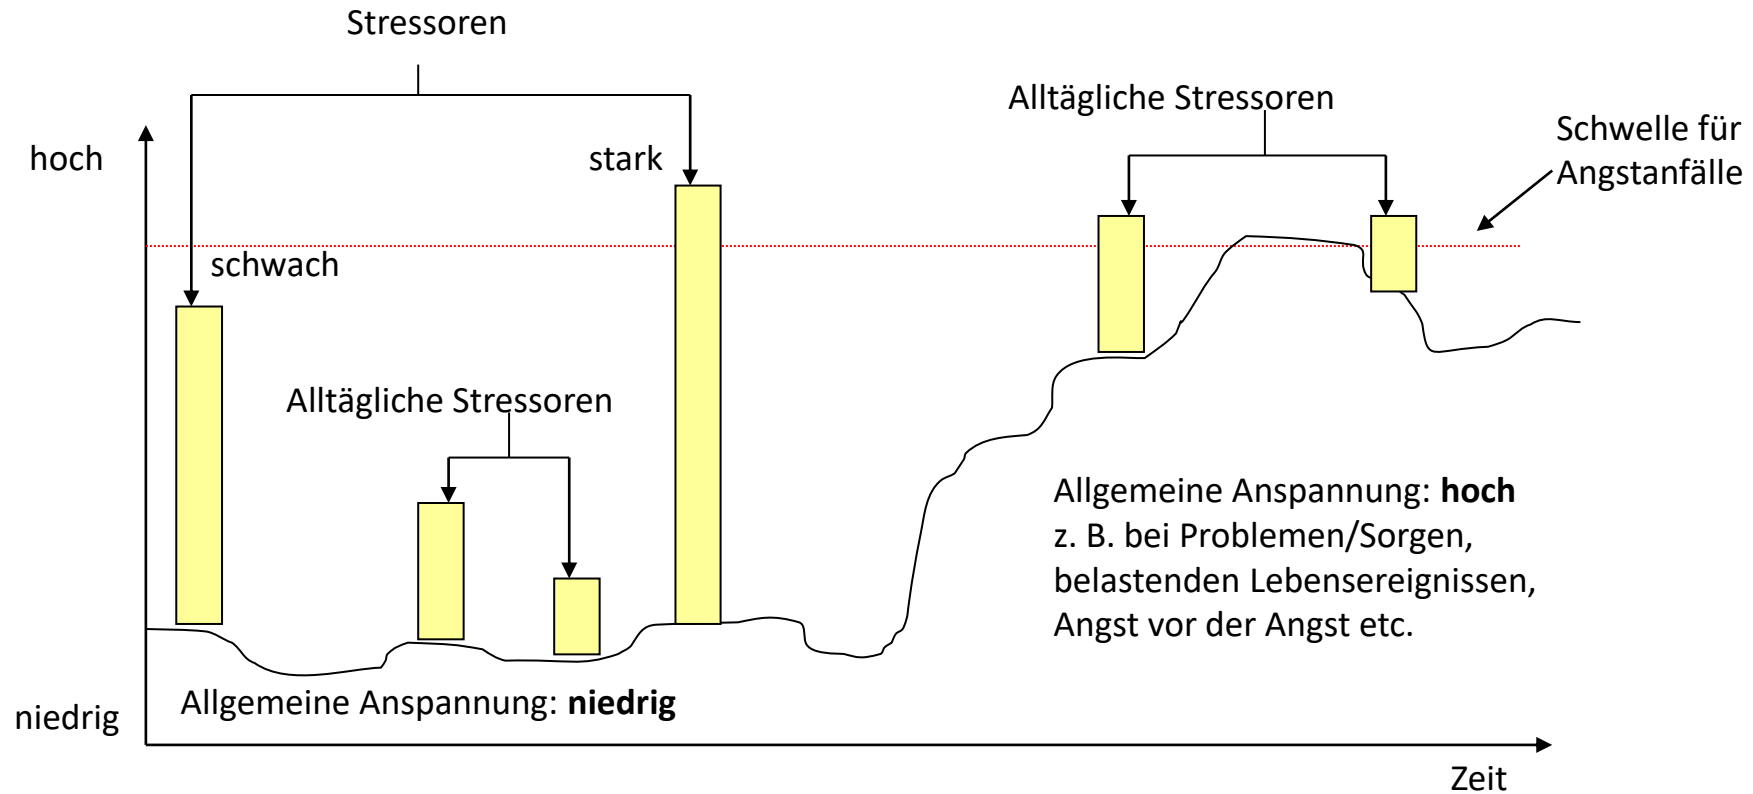 Stressoren
Alltägliche Stressoren
Schwelle für
Angstanfälle
hoch
stark
schwach
Alltägliche Stressoren
Allgemeine Anspannung: hoch
z. B. bei Problemen/Sorgen,
belastenden Lebensereignissen,
Angst vor der Angst etc.
Allgemeine Anspannung: niedrig
niedrig
Zeit